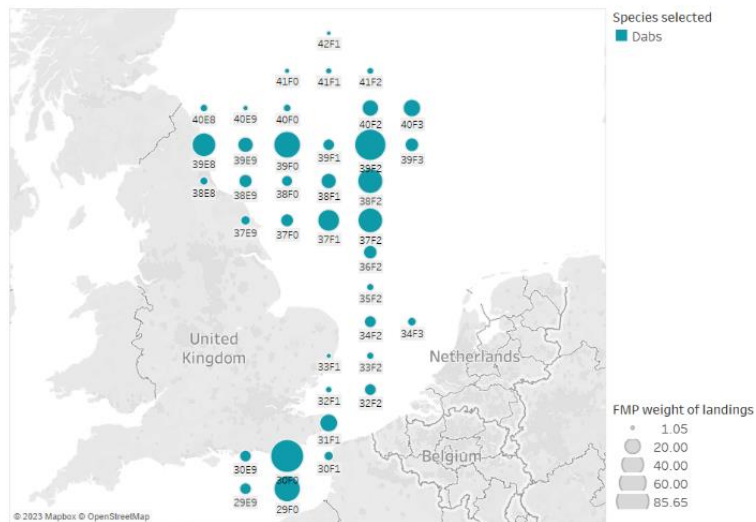 Species selected
Dabs
42F1
41F0 41F1 41F2
40E8 40E9 40F0 40F2 40F3
39E8 39E9 39F0 39F1 39F2 39F3
38E8 38E9 38F0 38F1 38F2
37E9 37F0 37F1 37F2
36F2
35F2
34F2 34F3
United
Kingdom
33F1 33F2 Netherlands
32F1 32F2
31F1
30E9 30F0 30F1 Belgium
29E9 29F0
FMP weight of landings
1.05
20.00
40.00
60.00
85.65
© 2023 Mapbox © OpenStreetMap